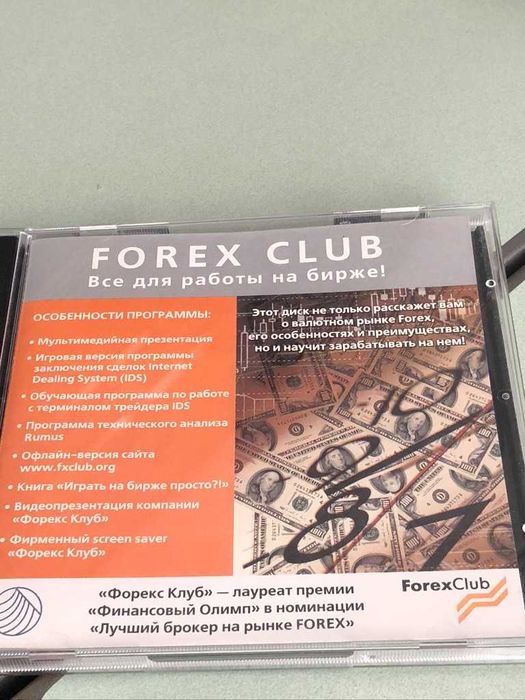 FOREX CLUB
Все для работы на бирже!
ОСОБЕННОСТИ ПРОГРАММЫ:
• Мультимедийная презентация
• Игровая версия программы
заключения сделок Internet
Dealing System (IDS)
• Обучающая программа по работе
с терминалом трейдера IDS
• Программа технического анализа
Rumus
• Офлайн-версия сайта
www.fxclub.org
• Книга «Играть на бирже просто?!»
• Видеопрезентация компании
«Форекс Клуб»
• Фирменный screen saver
«Форекс Клуб»
Этот диск не только расскажет вам
о валютном рынке Forex,
его особенностях и преимуществах,
но и научит зарабатывать на нем!
«Форекс Клуб» — лауреат премии
«Финансовый Олимп» в номинации
«Лучший брокер на рынке FOREX»
ForexClub